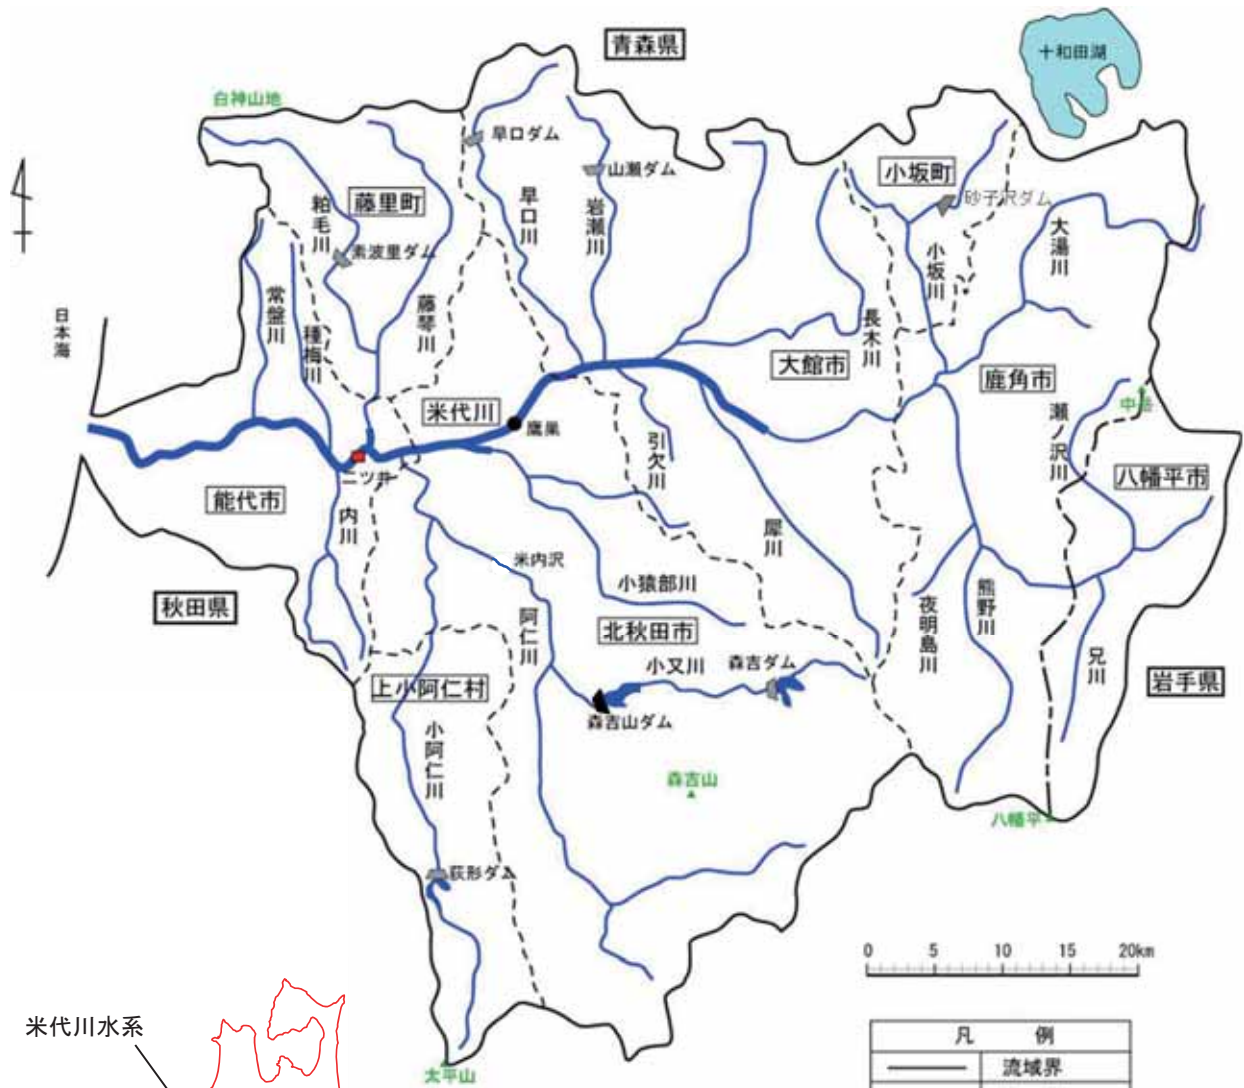 青森県
十和田湖
白神山地
早口ダム
山瀬ダム
小坂町
砂子沢ダム
藤里町
粕毛川
早口川
岩瀬川
大湯川
素波里ダム
小坂川
常盤川
種梅川
藤琴川
長木川
日本海
大館市
鹿角市
米代川
鷹巣
中岳
瀬ノ沢川
引欠川
二ツ井
能代市
八幡平市
内川
犀川
米内沢
小猿部川
秋田県
阿仁川
北秋田市
夜明島川
熊野川
兄川
小又川
森吉ダム
岩手県
上小阿仁村
森吉山ダム
小阿仁川
森吉山
八幡平
萩形ダム
0 5 10 15 20km
米代川水系
凡 例
流域界
太平山